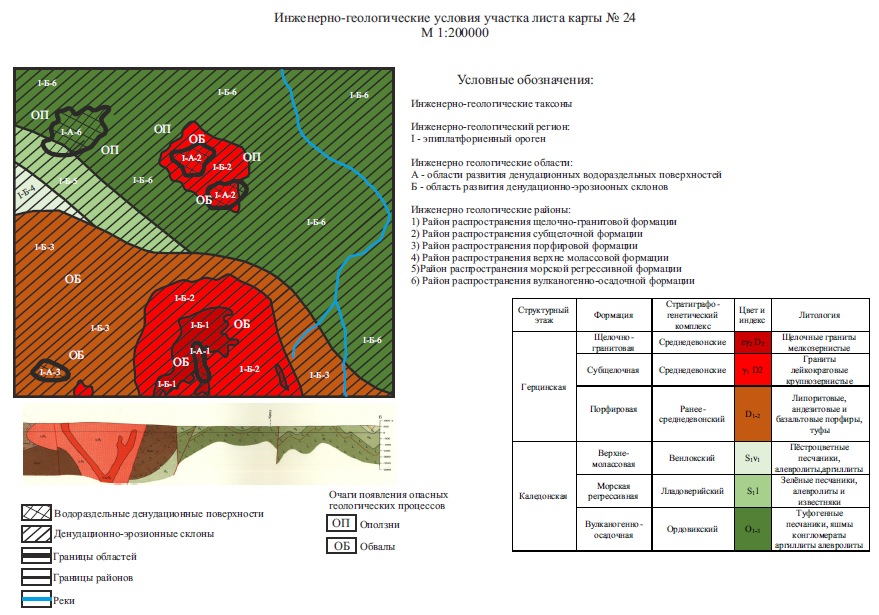 Инженерно-геологические условия участка листа карты № 24
М 1:200000
I-Б-6
I-Б-6
I-Б-6
ОП
I-А-6
ОП
ОП
ОБ
I-А-2
ОП
I-Б-2
I-Б-5
I-Б-6
I-Б-4
ОБ
I-А-2
I-Б-6
I-Б-3
ОБ
I-Б-2
I-Б-3
I-Б-1
ОБ
I-Б-6
ОБ
I-А-1
ОБ
I-А-3
I-Б-1
I-Б-2
I-Б-3
Условные обозначения:
Инженерно-геологические таксоны
Инженерно-геологический регион:
I - эпиплатформенный ороген
Инженерно геологические области:
А - области развития денудационных водораздельных поверхностей
Б - область развития денудационно-эрозиоонных склонов
Инженерно геологические районы:
1) Район распространения щелочно-гранитовой формации
2) Район распространения субщелочной формации
3) Район распространения порфировой формации
4) Район распространения верхне молассовой формации
5)Район распространения морской регрессивной формации
6) Район распространения вулканогенно-осадочной формации
Структурный этаж
Формация
Стратиграфо-генетический комплекс
Цвет и индекс
Литология
Герцинская
Щелочно-гранитовая
Среднедевонские
Щелочные граниты мелкозернистые
Субщелочная
Среднедевонские
γ₁ D2
Граниты лейкократовые крупнозернистые
Порфировая
Ранее-среднедевонский
D₁₋₂
Липоритовые, андезитовые и базальтовые порфиры, туфы
Каледонская
Верхне-молассовая
Венлокский
S₁v₁
Пёстроцветные песчаники, алевролиты,аргиллиты
Морская регрессивная
Лладоверийский
S₁l
Зелёные песчаники, алевролиты и известняки
Вулканогенно-осадочная
Ордовикский
O₁₋₃
Туфогенные песчаники, яшмы конгломераты аргиллиты алевролиты
Водораздельные денудационные поверхности
Денудационно-эрозионные склоны
Границы областей
Границы районов
Реки
Очаги появления опасных
геологических процессов
ОП Оползни
ОБ Обвалы